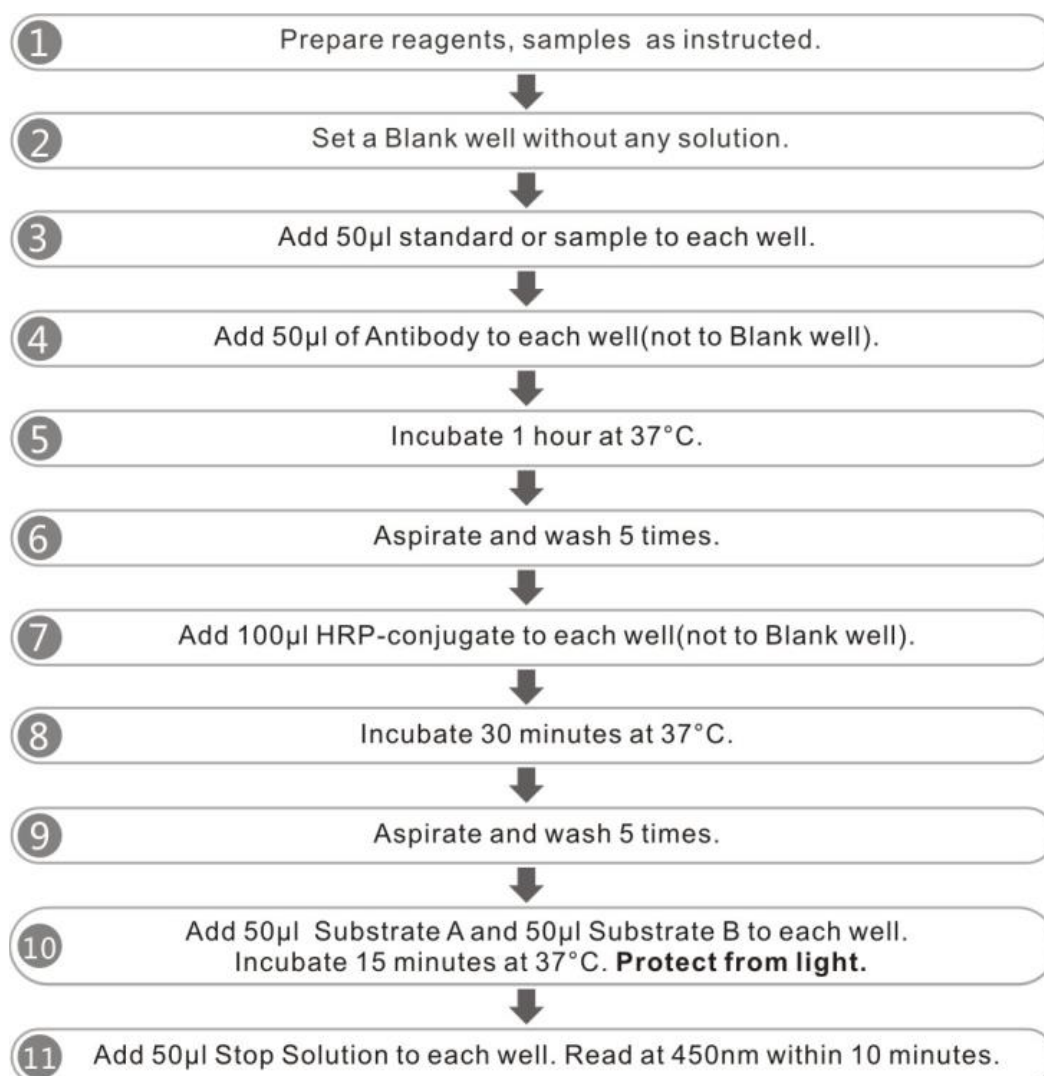 1 Prepare reagents, samples as instructed.
2 Set a Blank well without any solution.
3 Add 50µl standard or sample to each well.
4 Add 50µl of Antibody to each well(not to Blank well).
5 Incubate 1 hour at 37°C.
6 Aspirate and wash 5 times.
7 Add 100µl HRP-conjugate to each well(not to Blank well).
8 Incubate 30 minutes at 37°C.
9 Aspirate and wash 5 times.
10 Add 50µl Substrate A and 50µl Substrate B to each well.
Incubate 15 minutes at 37°C. Protect from light.
11 Add 50µl Stop Solution to each well. Read at 450nm within 10 minutes.